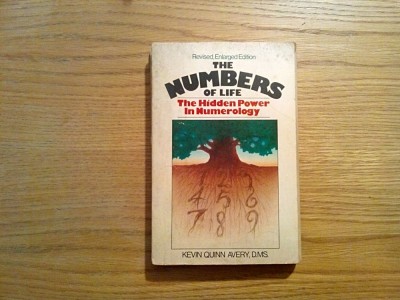 Revised, Enlarged Edition
THE
NUMBERS
OF LIFE
The Hidden Power
In Numerology
1 2 3
4 5 6
7 8 9
KEVIN QUINN AVERY, D.M.S.